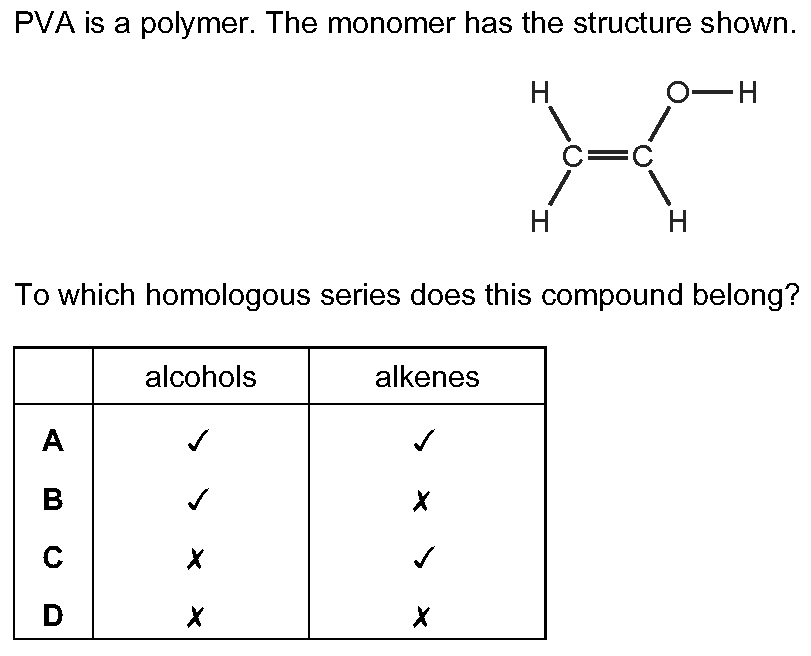 PVA is a polymer. The monomer has the structure shown.
H O H
C C
H H
To which homologous series does this compound belong?
alcohols alkenes
A ✓ ✓
B ✓ ✗
C ✗ ✓
D ✗ ✗